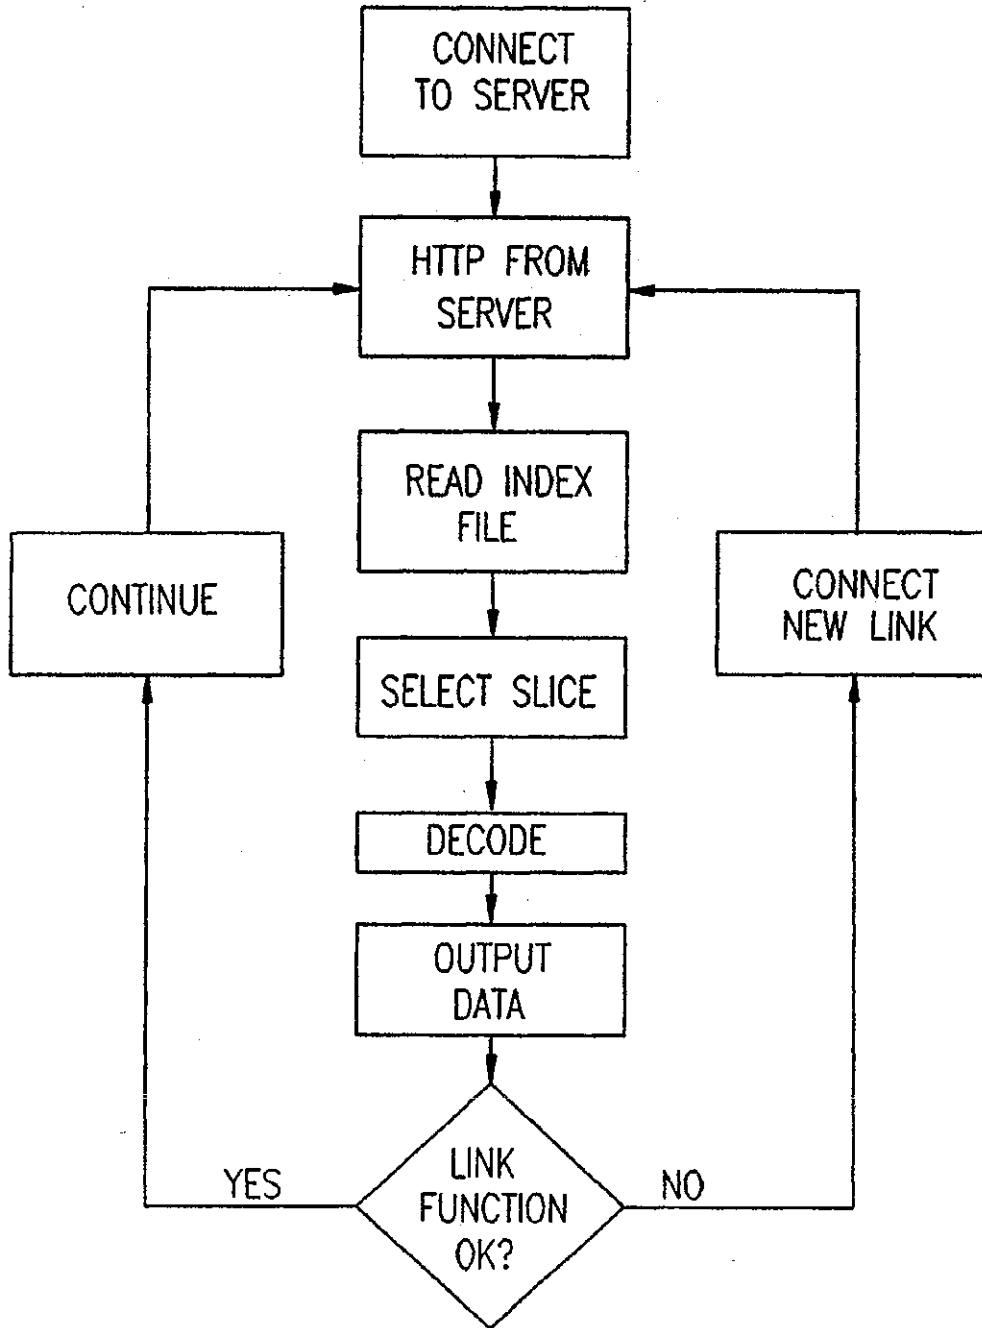 CONNECT
TO SERVER
HTTP FROM
SERVER
READ INDEX
FILE
CONTINUE
CONNECT
NEW LINK
SELECT SLICE
DECODE
OUTPUT
DATA
YES
LINK
FUNCTION
OK?
NO